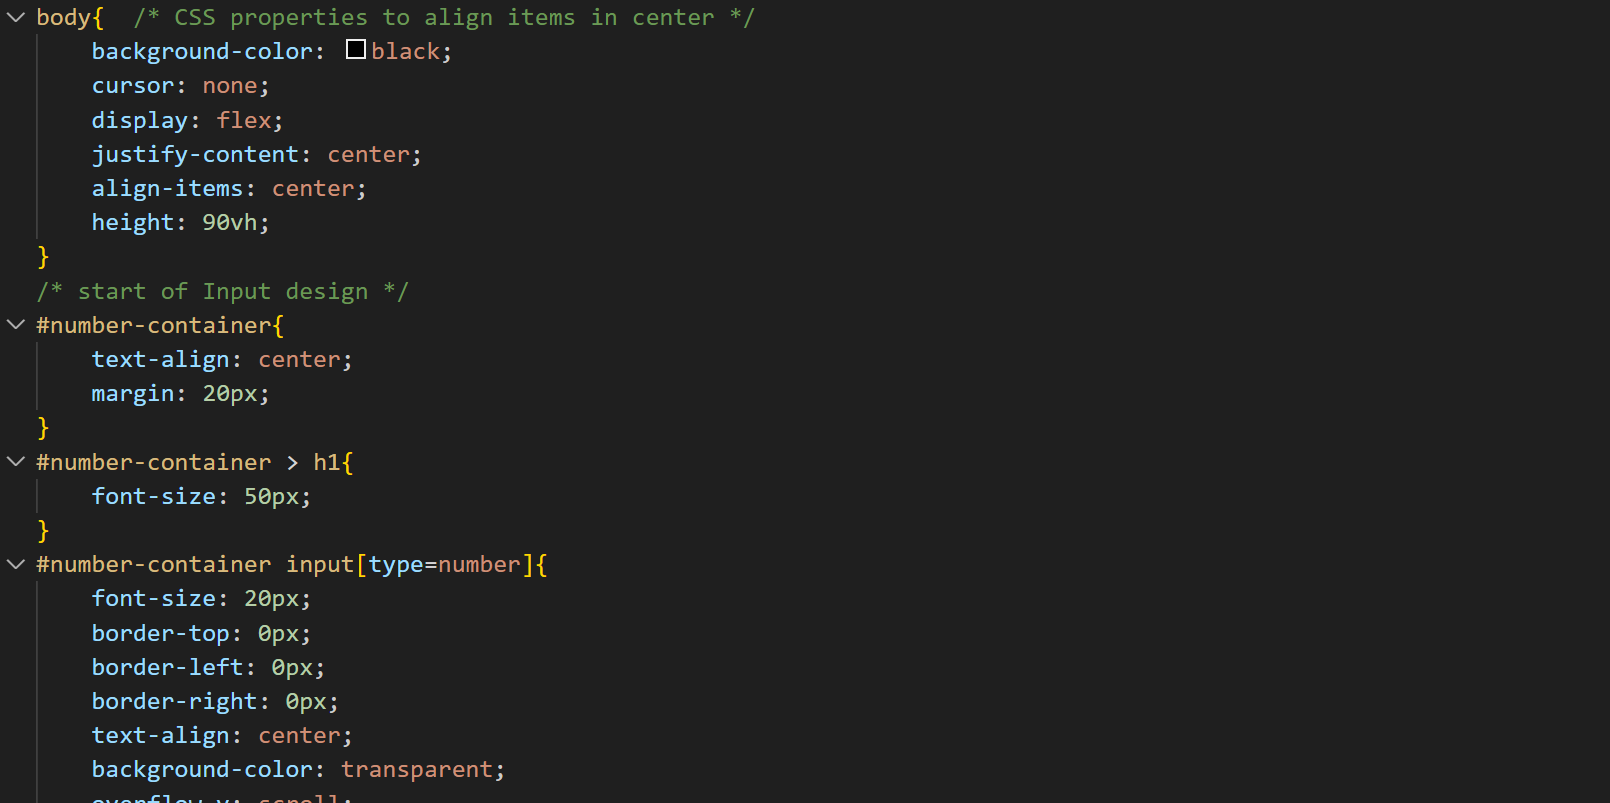 body{  /* CSS properties to align items in center */
    background-color: black;
    cursor: none;
    display: flex;
    justify-content: center;
    align-items: center;
    height: 90vh;
}
/* start of Input design */
#number-container{
    text-align: center;
    margin: 20px;
}
#number-container > h1{
    font-size: 50px;
}
#number-container input[type=number]{
    font-size: 20px;
    border-top: 0px;
    border-left: 0px;
    border-right: 0px;
    text-align: center;
    background-color: transparent;